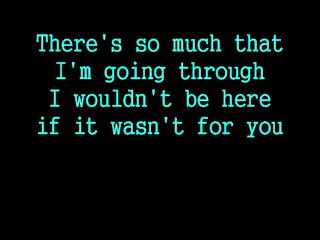 There's so much that
I'm going through
I wouldn't be here
if it wasn't for you